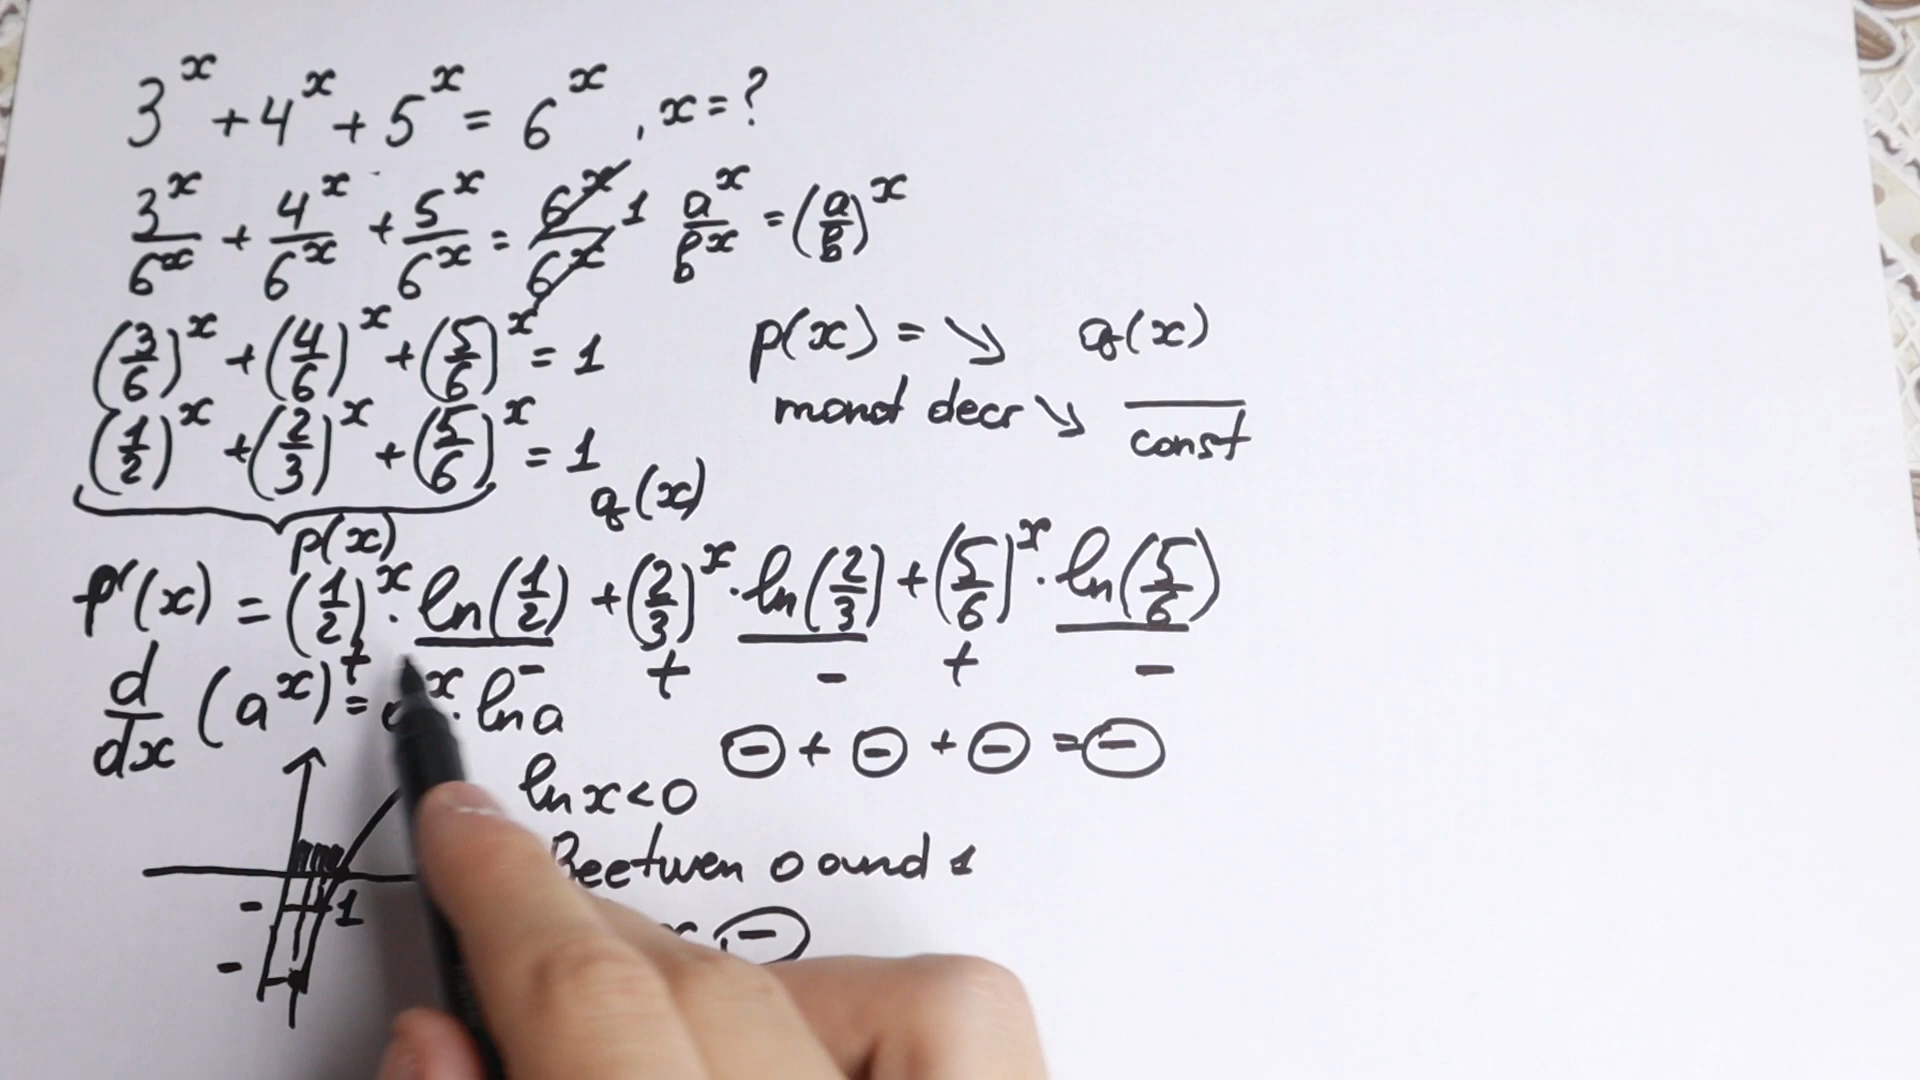 3^x + 4^x + 5^x = 6^x, x = ?
3^x/6^x + 4^x/6^x + 5^x/6^x = 6^x/6^x 1 a^x/b^x = (a/b)^x
(3/6)^x + (4/6)^x + (5/6)^x = 1
p(x) = ↘ q(x)
mond decr ↘ const
(1/2)^x + (2/3)^x + (5/6)^x = 1
p(x) q(x)
p'(x) = (1/2)^x · ln(1/2) + (2/3)^x · ln(2/3) + (5/6)^x · ln(5/6)
+ - + - + -
d/dx (a^x) = a^x · ln a
⊖ + ⊖ + ⊖ = ⊖
ln x < 0
Beetwen 0 and 1
- 1
- ⊖